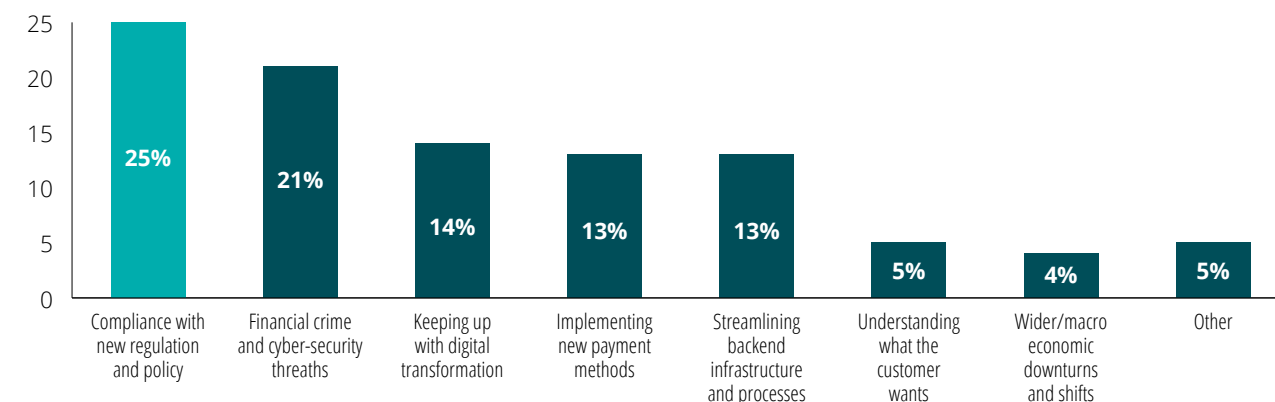 25
20
15
10
5
0
25%
21%
14%
13%
13%
5%
4%
5%
Compliance with
new regulation
and policy
Financial crime
and cyber-security
threaths
Keeping up
with digital
transformation
Implementing
new payment
methods
Streamlining
backend
infrastructure
and processes
Understanding
what the
customer
wants
Wider/macro
economic
downturns
and shifts
Other